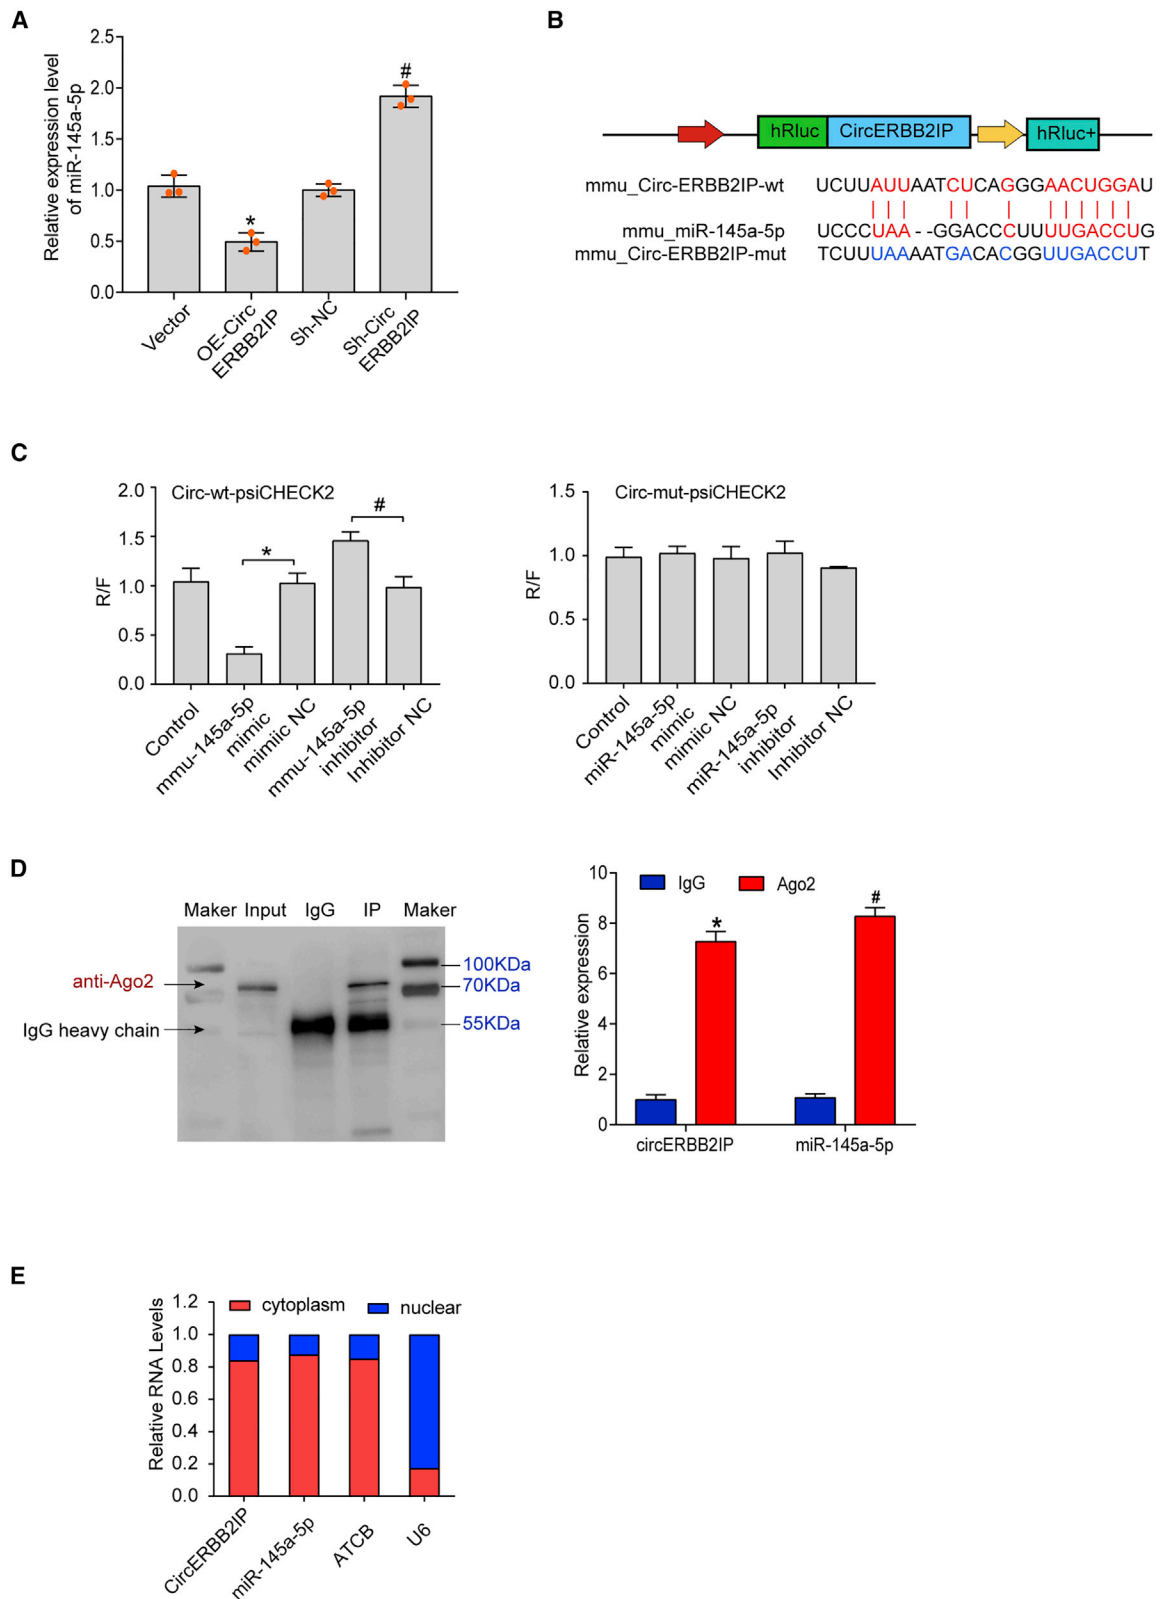 A
Relative expression level
of miR-145a-5p
2.5
2.0
1.5
1.0
0.5
0.0
*
#
Vector
OE-Circ
ERBB2IP
Sh-NC
Sh-Circ
ERBB2IP
B
hRluc
CircERBB2IP
hRluc+
mmu_Circ-ERBB2IP-wt UCUUAUUAAUCUCAGGGAACUGGAU
mmu_miR-145a-5p UCCCUAA--GGACCCUUUUGACCUG
mmu_Circ-ERBB2IP-mut TCUUUAAAATGACACGGUUGACCUT
C
Circ-wt-psiCHECK2
R/F
2.0
1.5
1.0
0.5
0.0
*
#
Control
mmu-145a-5p
mimic
mimiic NC
mmu-145a-5p
inhibitor
Inhibitor NC
Circ-mut-psiCHECK2
R/F
1.5
1.0
0.5
0.0
Control
miR-145a-5p
mimic
mimiic NC
miR-145a-5p
inhibitor
Inhibitor NC
D
Maker Input IgG IP Maker
anti-Ago2
IgG heavy chain
100KDa
70KDa
55KDa
Relative expression
10
8
6
4
2
0
IgG Ago2
*
#
circERBB2IP
miR-145a-5p
E
Relative RNA Levels
1.2
1.0
0.8
0.6
0.4
0.2
0.0
cytoplasm nuclear
CircERBB2IP
miR-145a-5p
ATCB
U6